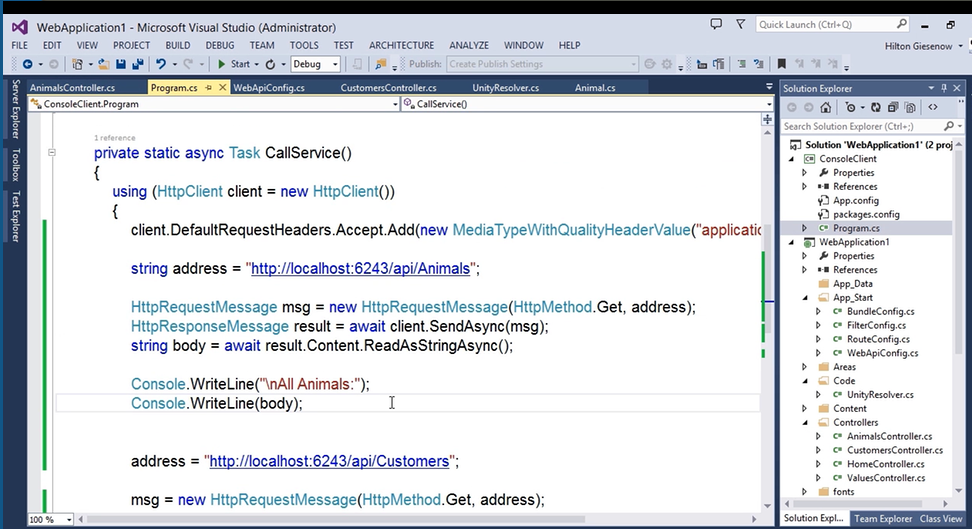 WebApplication1 - Microsoft Visual Studio (Administrator)
Quick Launch (Ctrl+Q)
FILE EDIT VIEW PROJECT BUILD DEBUG TEAM TOOLS TEST ARCHITECTURE ANALYZE WINDOW HELP
Hilton Giesenow
Start Debug Publish: Create Publish Settings
Server Explorer
Toolbox
Test Explorer
AnimalsController.cs Program.cs WebApiConfig.cs CustomersController.cs UnityResolver.cs Animal.cs
ConsoleClient.Program CallService()
1 reference
private static async Task CallService()
{
using (HttpClient client = new HttpClient())
{
client.DefaultRequestHeaders.Accept.Add(new MediaTypeWithQualityHeaderValue("applicatio
string address = "http://localhost:6243/api/Animals";
HttpRequestMessage msg = new HttpRequestMessage(HttpMethod.Get, address);
HttpResponseMessage result = await client.SendAsync(msg);
string body = await result.Content.ReadAsStringAsync();
Console.WriteLine("\nAll Animals:");
Console.WriteLine(body);
address = "http://localhost:6243/api/Customers";
msg = new HttpRequestMessage(HttpMethod.Get, address);
100 %
Solution Explorer
Search Solution Explorer (Ctrl+;)
Solution 'WebApplication1' (2 proj
ConsoleClient
Properties
References
App.config
packages.config
Program.cs
WebApplication1
Properties
References
App_Data
App_Start
BundleConfig.cs
FilterConfig.cs
RouteConfig.cs
WebApiConfig.cs
Areas
Code
UnityResolver.cs
Content
Controllers
AnimalsController.cs
CustomersController.cs
HomeController.cs
ValuesController.cs
fonts
Solution Expl... Team Explorer Class View